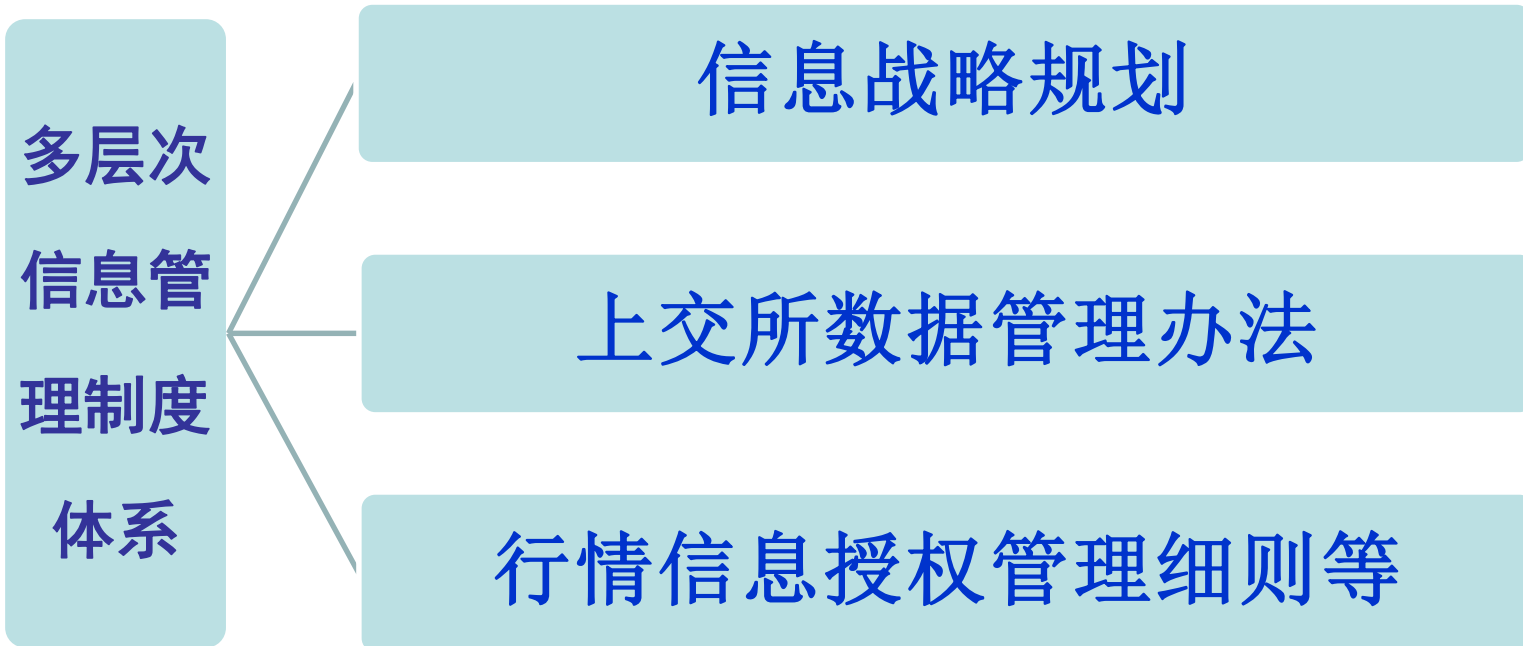 多层次
信息管
理制度
体系
信息战略规划
上交所数据管理办法
行情信息授权管理细则等